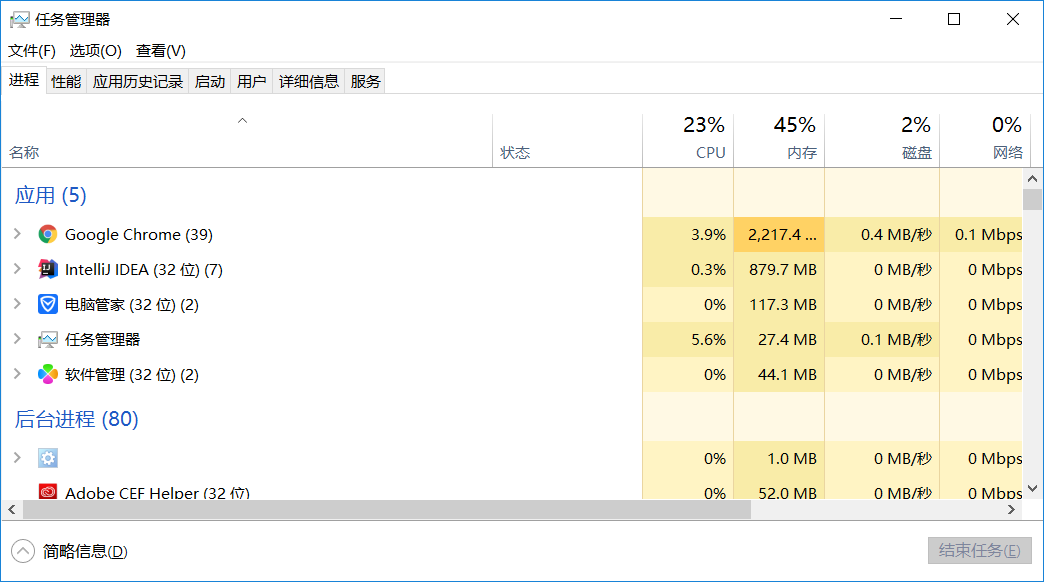 任务管理器
文件(F) 选项(O) 查看(V)
进程 性能 应用历史记录 启动 用户 详细信息 服务
23% 45% 2% 0%
名称 状态 CPU 内存 磁盘 网络
应用 (5)
Google Chrome (39) 3.9% 2,217.4 ... 0.4 MB/秒 0.1 Mbps
IntelliJ IDEA (32 位) (7) 0.3% 879.7 MB 0 MB/秒 0 Mbps
电脑管家 (32 位) (2) 0% 117.3 MB 0 MB/秒 0 Mbps
任务管理器 5.6% 27.4 MB 0.1 MB/秒 0 Mbps
软件管理 (32 位) (2) 0% 44.1 MB 0 MB/秒 0 Mbps
后台进程 (80)
0% 1.0 MB 0 MB/秒 0 Mbps
Adobe CEF Helper (32 位) 0% 52.0 MB 0 MB/秒 0 Mbps
简略信息(D) 结束任务(E)